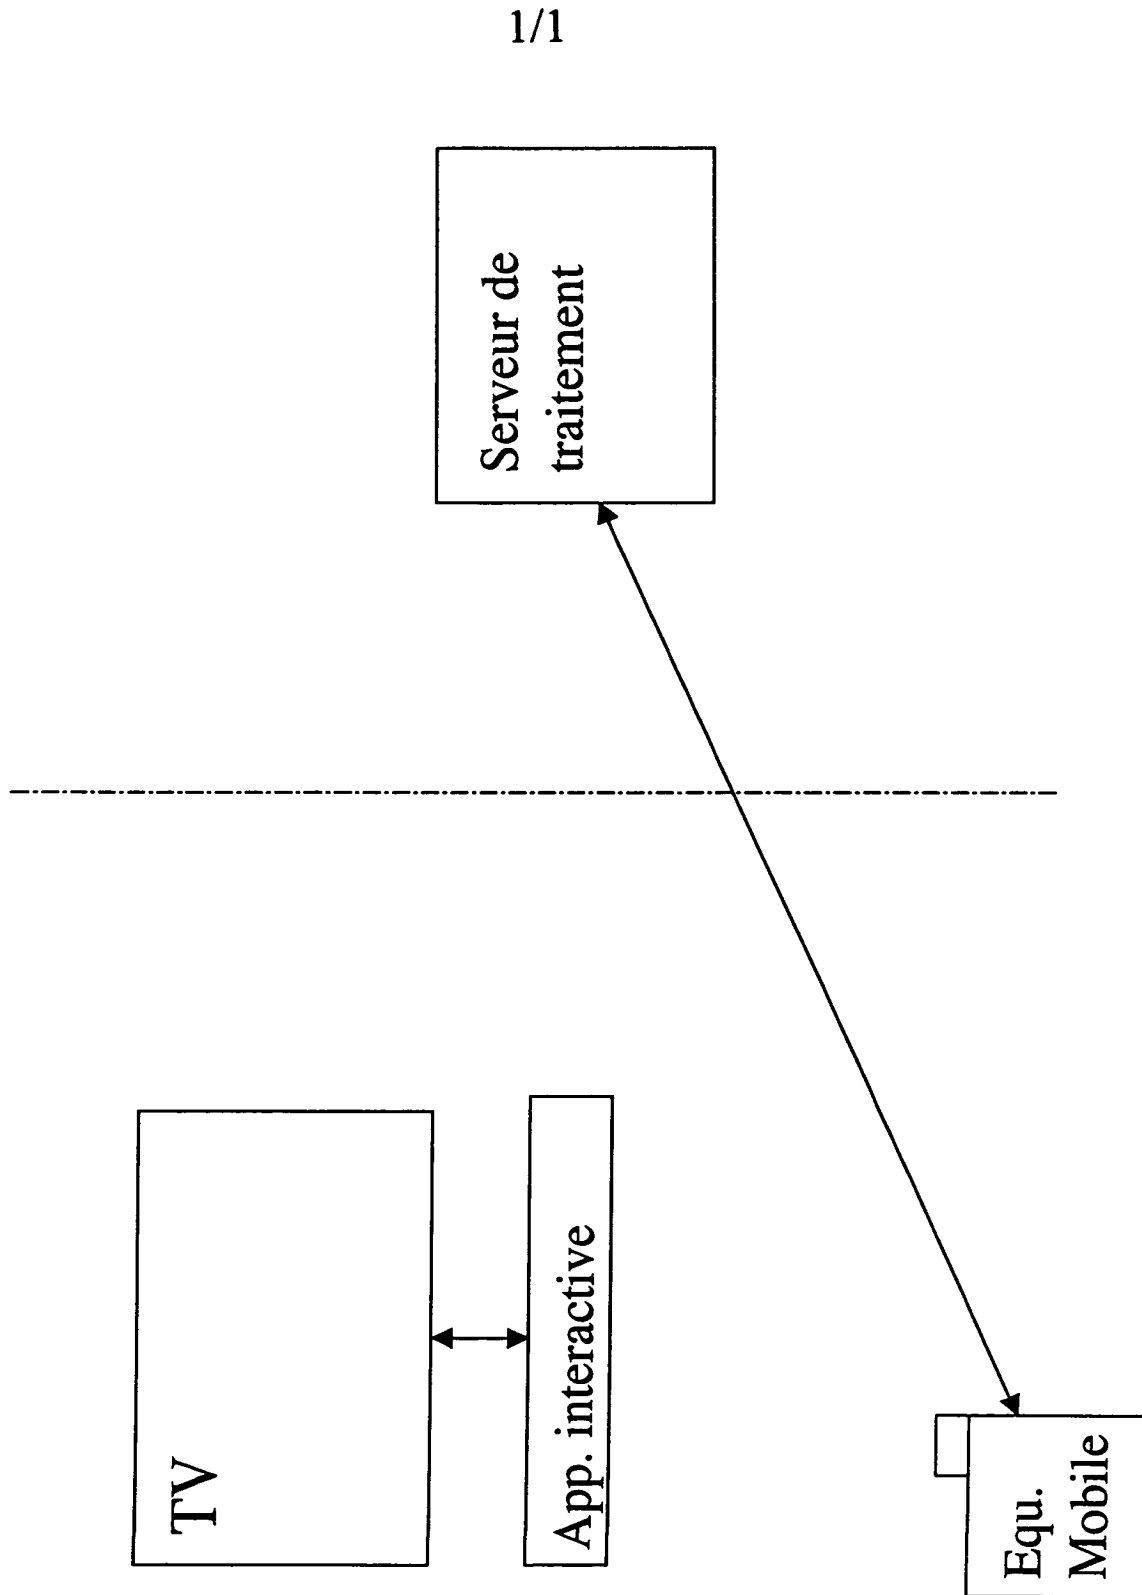 1/1
TV
App. interactive
Equ.
Mobile
Serveur de
traitement